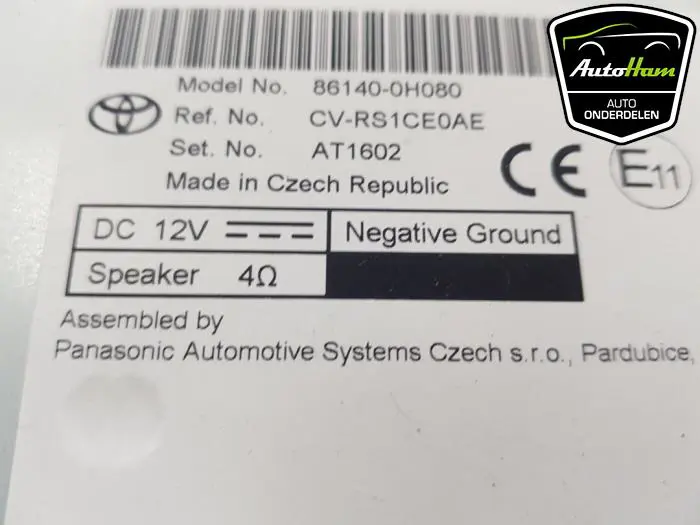 AutoHam
AUTO
ONDERDELEN
Model No. 86140-0H080
Ref. No. CV-RS1CE0AE
Set. No. AT1602
Made in Czech Republic
CE E11
DC 12V Negative Ground
Speaker 4Ω
Assembled by
Panasonic Automotive Systems Czech s.r.o., Pardubice,